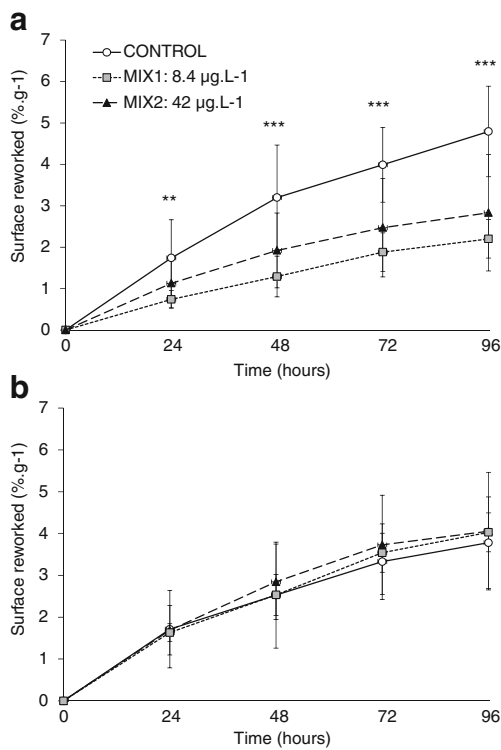 a
7
6
5
4
3
2
1
0
CONTROL
MIX1: 8.4 µg.L-1
MIX2: 42 µg.L-1
**
***
***
***
Surface reworked (%.g-1)
0 24 48 72 96
Time (hours)
b
7
6
5
4
3
2
1
0
Surface reworked (%.g-1)
0 24 48 72 96
Time (hours)